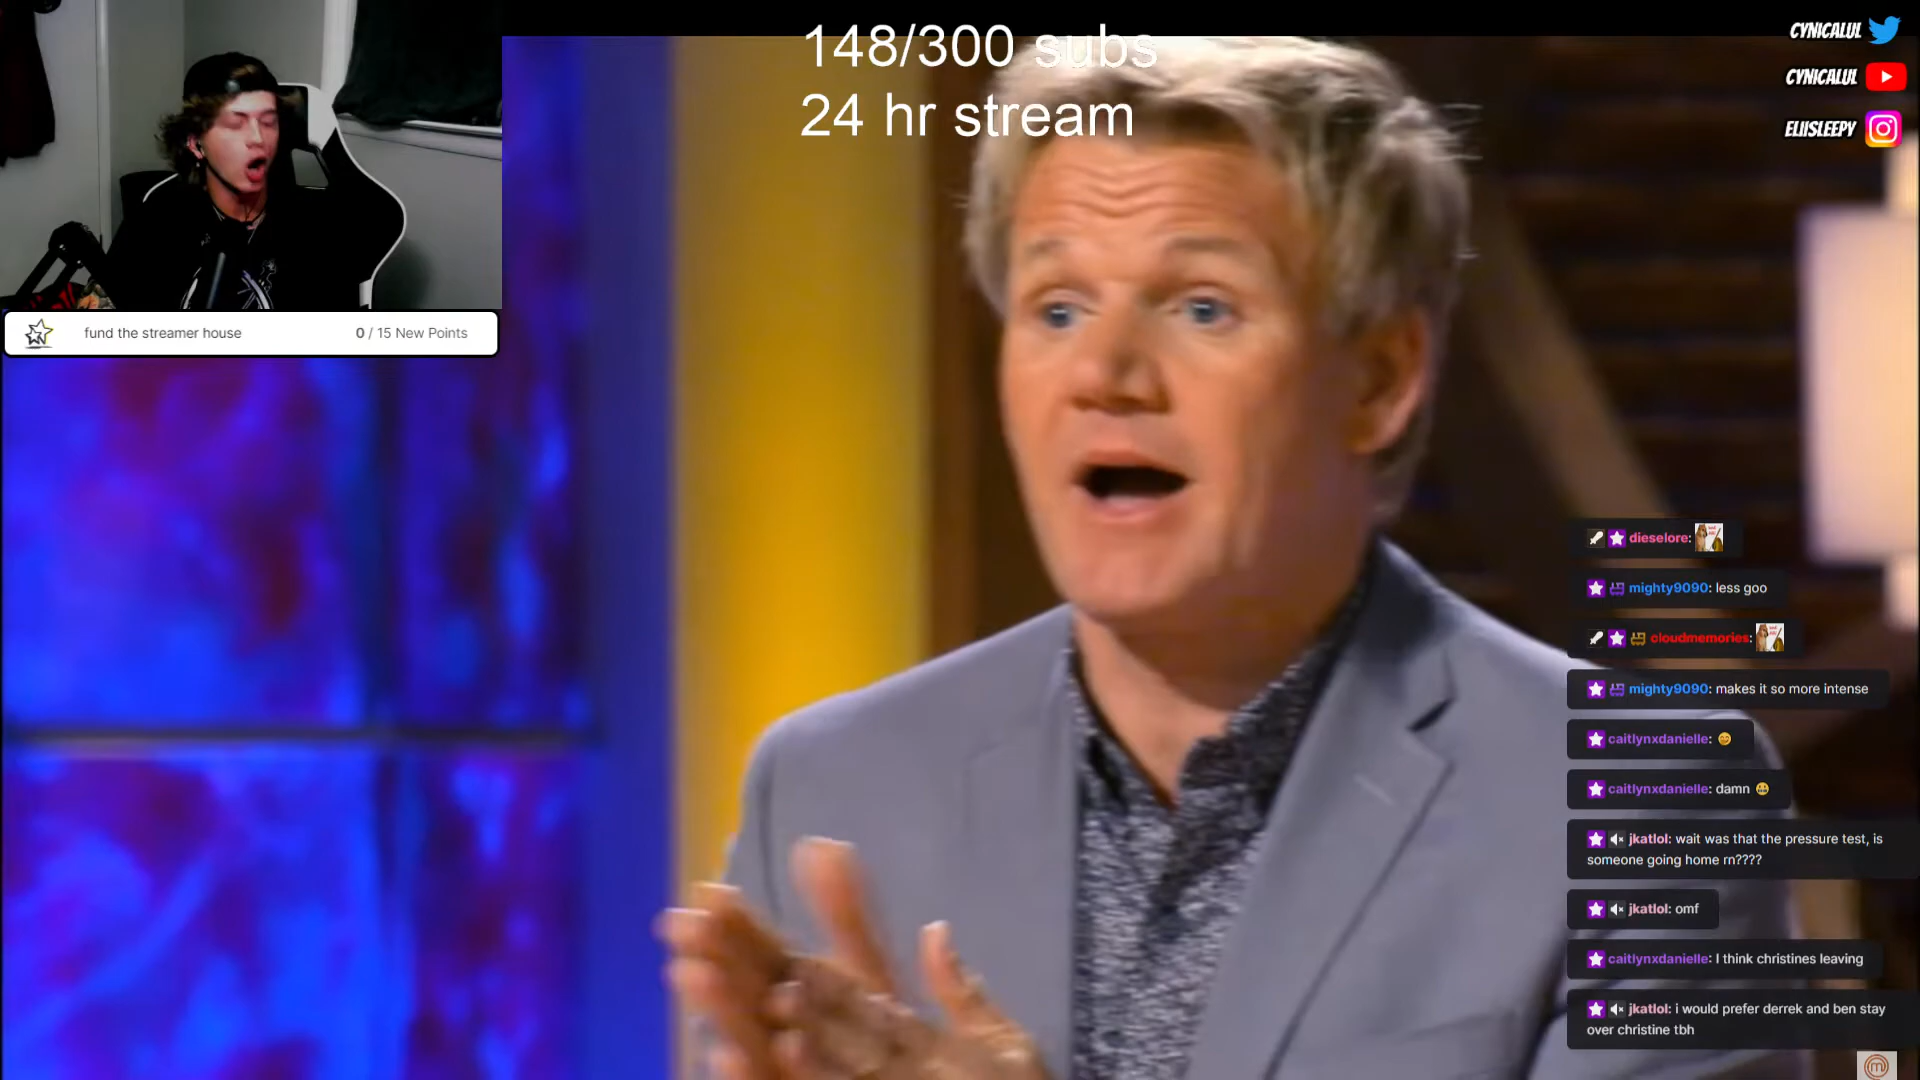 148/300 subs
24 hr stream
CYNICALUL
CYNICALUL
ELIISLEEPY
fund the streamer house 0 / 15 New Points
dieselore:
mighty9090: less goo
cloudmemories:
mighty9090: makes it so more intense
caitlynxdanielle: 😊
caitlynxdanielle: damn 😀
jkatlol: wait was that the pressure test, is
someone going home rn????
jkatlol: omf
caitlynxdanielle: I think christines leaving
jkatlol: i would prefer derrek and ben stay
over christine tbh